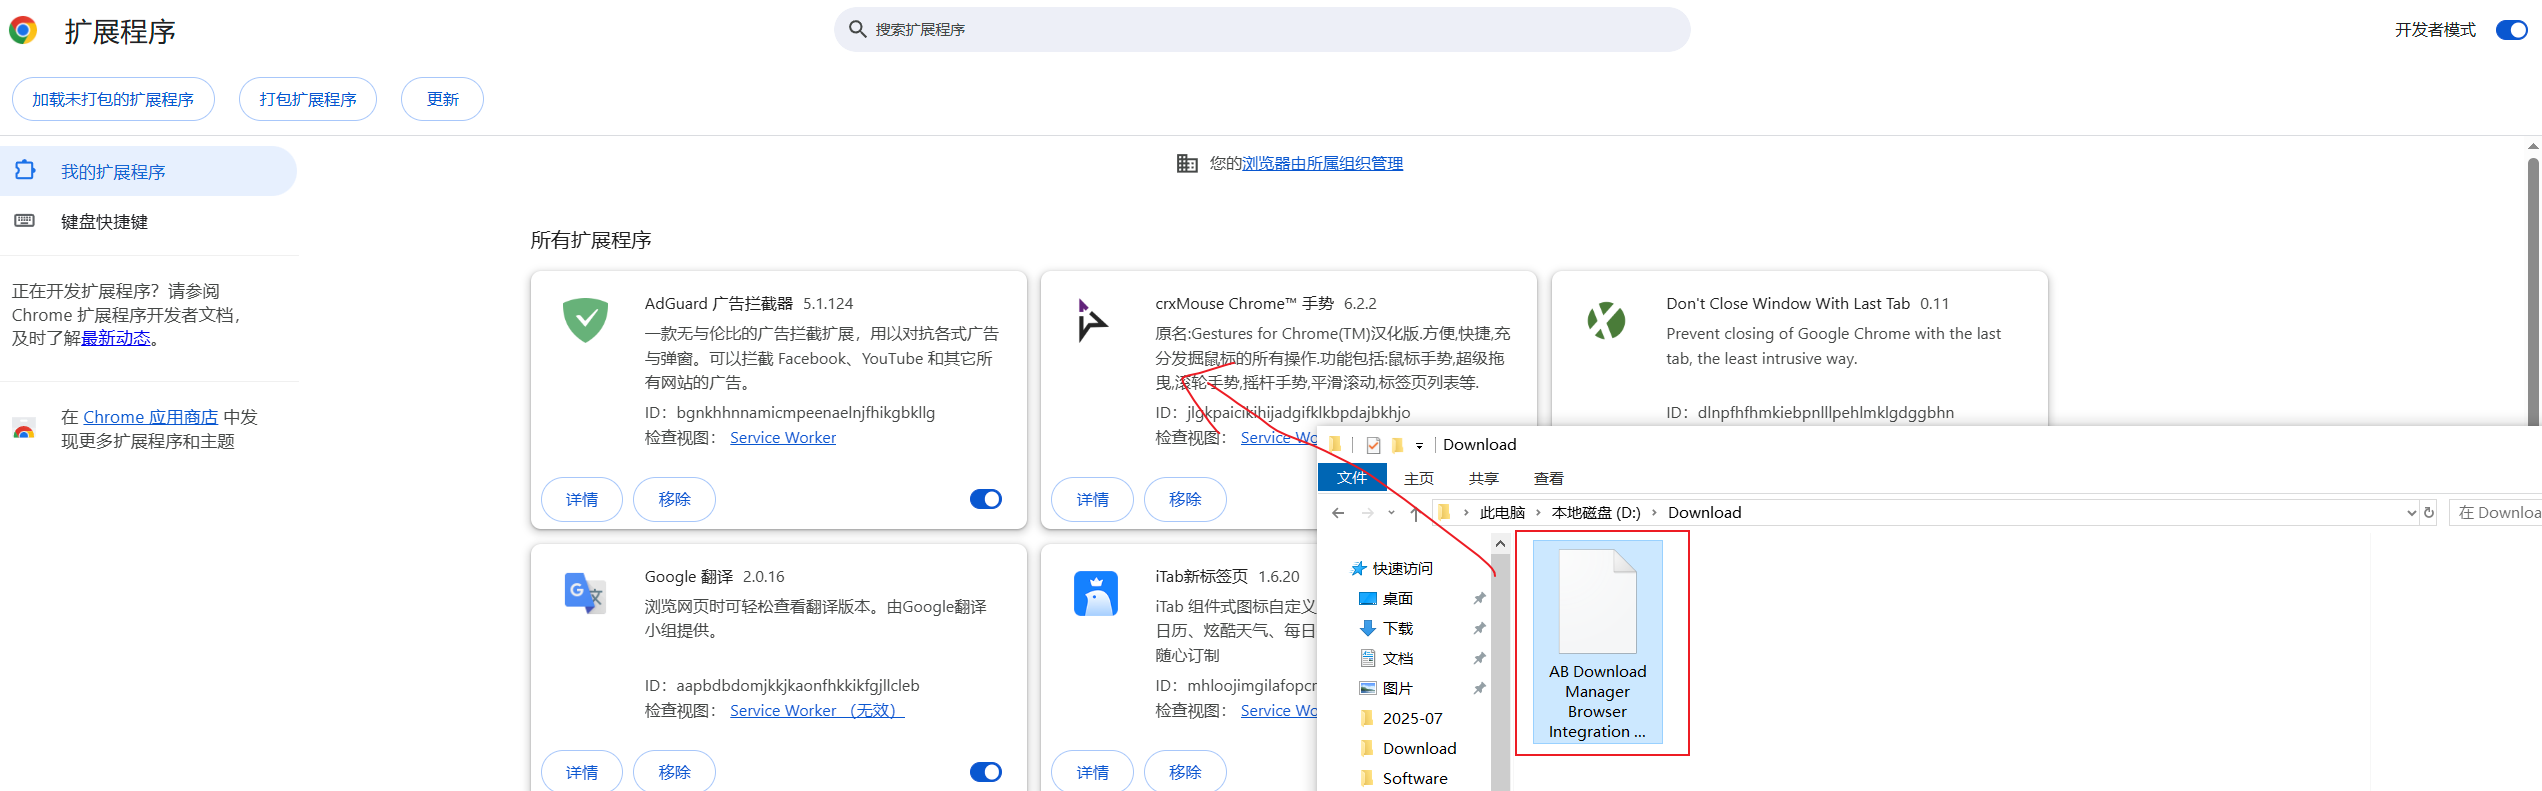 扩展程序
搜索扩展程序
开发者模式
加载未打包的扩展程序
打包扩展程序
更新
我的扩展程序
键盘快捷键
正在开发扩展程序？请参阅
Chrome 扩展程序开发者文档，
及时了解最新动态。
在 Chrome 应用商店 中发
现更多扩展程序和主题
您的浏览器由所属组织管理
所有扩展程序
AdGuard 广告拦截器 5.1.124
一款无与伦比的广告拦截扩展，用以对抗各式广告
与弹窗。可以拦截 Facebook、YouTube 和其它所
有网站的广告。
ID：bgnkhhnnamicmpeenaelnjfhikgbkllg
检查视图： Service Worker
详情
移除
crxMouse Chrome™ 手势 6.2.2
原名:Gestures for Chrome(TM)汉化版.方便,快捷,充
分发掘鼠标的所有操作.功能包括:鼠标手势,超级拖
曳,滚轮手势,摇杆手势,平滑滚动,标签页列表等.
ID：jlgkpaicikihijadgifklkbpdajbkhjo
检查视图： Service Wo
详情
移除
Don't Close Window With Last Tab 0.11
Prevent closing of Google Chrome with the last
tab, the least intrusive way.
ID：dlnpfhfhmkiebpnlllpehlmklgdggbhn
Google 翻译 2.0.16
浏览网页时可轻松查看翻译版本。由Google翻译
小组提供。
ID：aapbdbdomjkkjkaonfhkkikfgjllcleb
检查视图： Service Worker （无效）
详情
移除
iTab新标签页 1.6.20
iTab 组件式图标自定义
日历、炫酷天气、每日
随心订制
ID：mhloojimgilafopcr
检查视图： Service Wo
详情
移除
Download
文件
主页
共享
查看
此电脑 本地磁盘 (D:) Download
在 Downloa
快速访问
桌面
下载
文档
图片
2025-07
Download
Software
AB Download
Manager
Browser
Integration ...